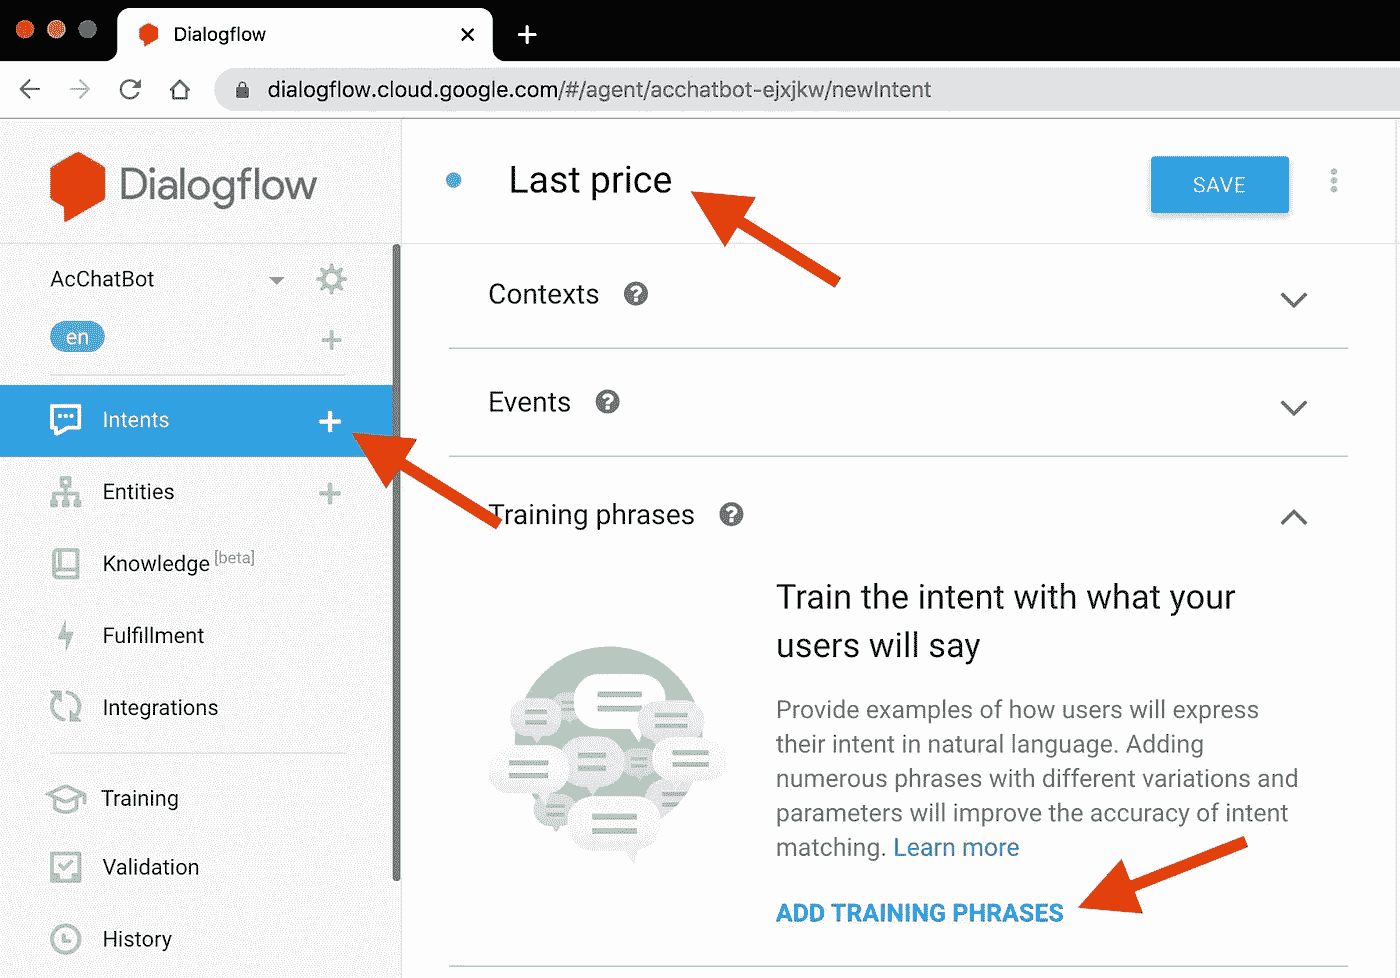 Dialogflow
dialogflow.cloud.google.com/#/agent/acchatbot-ejxjkw/newIntent
Dialogflow
Last price
SAVE
AcChatBot
en
Contexts
Events
Intents
Entities
Training phrases
Knowledge [beta]
Train the intent with what your
users will say
Fulfillment
Integrations
Provide examples of how users will express
their intent in natural language. Adding
numerous phrases with different variations and
parameters will improve the accuracy of intent
matching. Learn more
Training
Validation
ADD TRAINING PHRASES
History